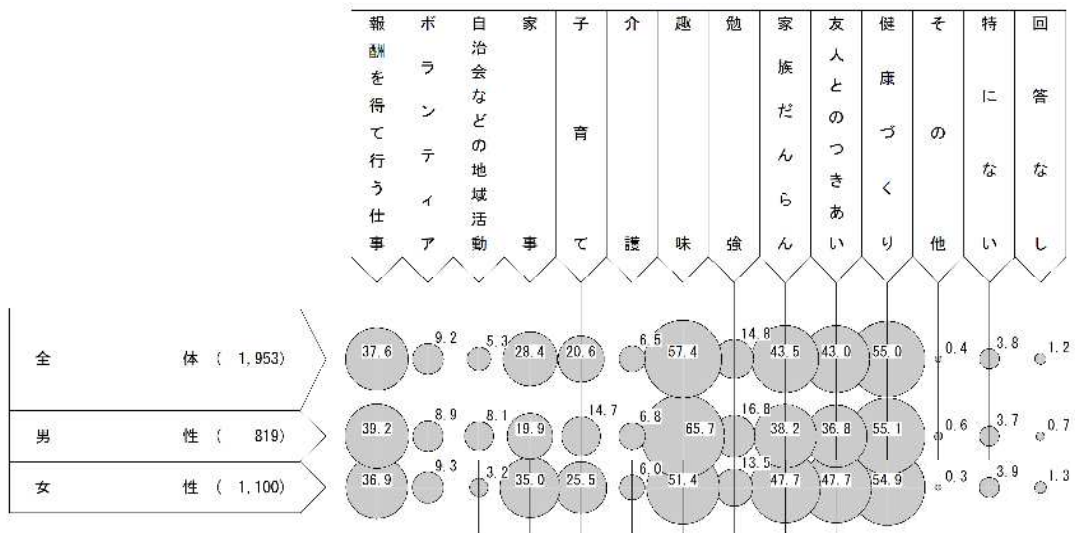 報酬を得て行う仕事
ボランティア
自治会などの地域活動
家事
子育て
介護
趣味
勉強
家族だんらん
友人とのつきあい
健康づくり
その他
特にない
回答なし
全 体 ( 1,953)
37.6 9.2 5.3 28.4 20.6 6.5 57.4 14.8 43.5 43.0 55.0 0.4 3.8 1.2
男 性 ( 819)
39.2 8.9 8.1 19.9 14.7 6.8 65.7 16.8 38.2 36.8 55.1 0.6 3.7 0.7
女 性 ( 1,100)
36.9 9.3 3.2 35.0 25.5 6.0 51.4 13.5 47.7 47.7 54.9 0.3 3.9 1.3